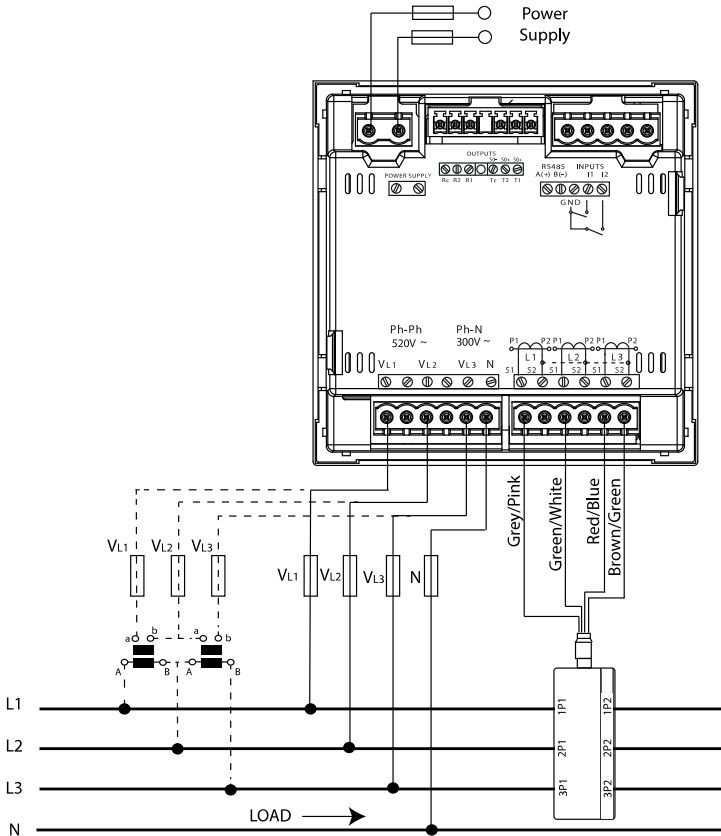 Power
Supply
OUTPUTS
S0- S0+ S0+
Rc R2 R1 Tc T2 T1
POWER SUPPLY
RS485 INPUTS
A(+) B(-) I1 I2
GND
Ph-Ph Ph-N
520V ~ 300V ~
P1 P2 P1 P2 P1 P2
L1 L2 L3
VL1 VL2 VL3 N
S1 S2 S1 S2 S1 S2
Grey/Pink
Green/White
Red/Blue
Brown/Green
VL1 VL2 VL3
VL1 VL2 VL3 N
a b a b
A B A B
L1
1P1 1P2
L2
2P1 2P2
L3
3P1 3P2
LOAD
N